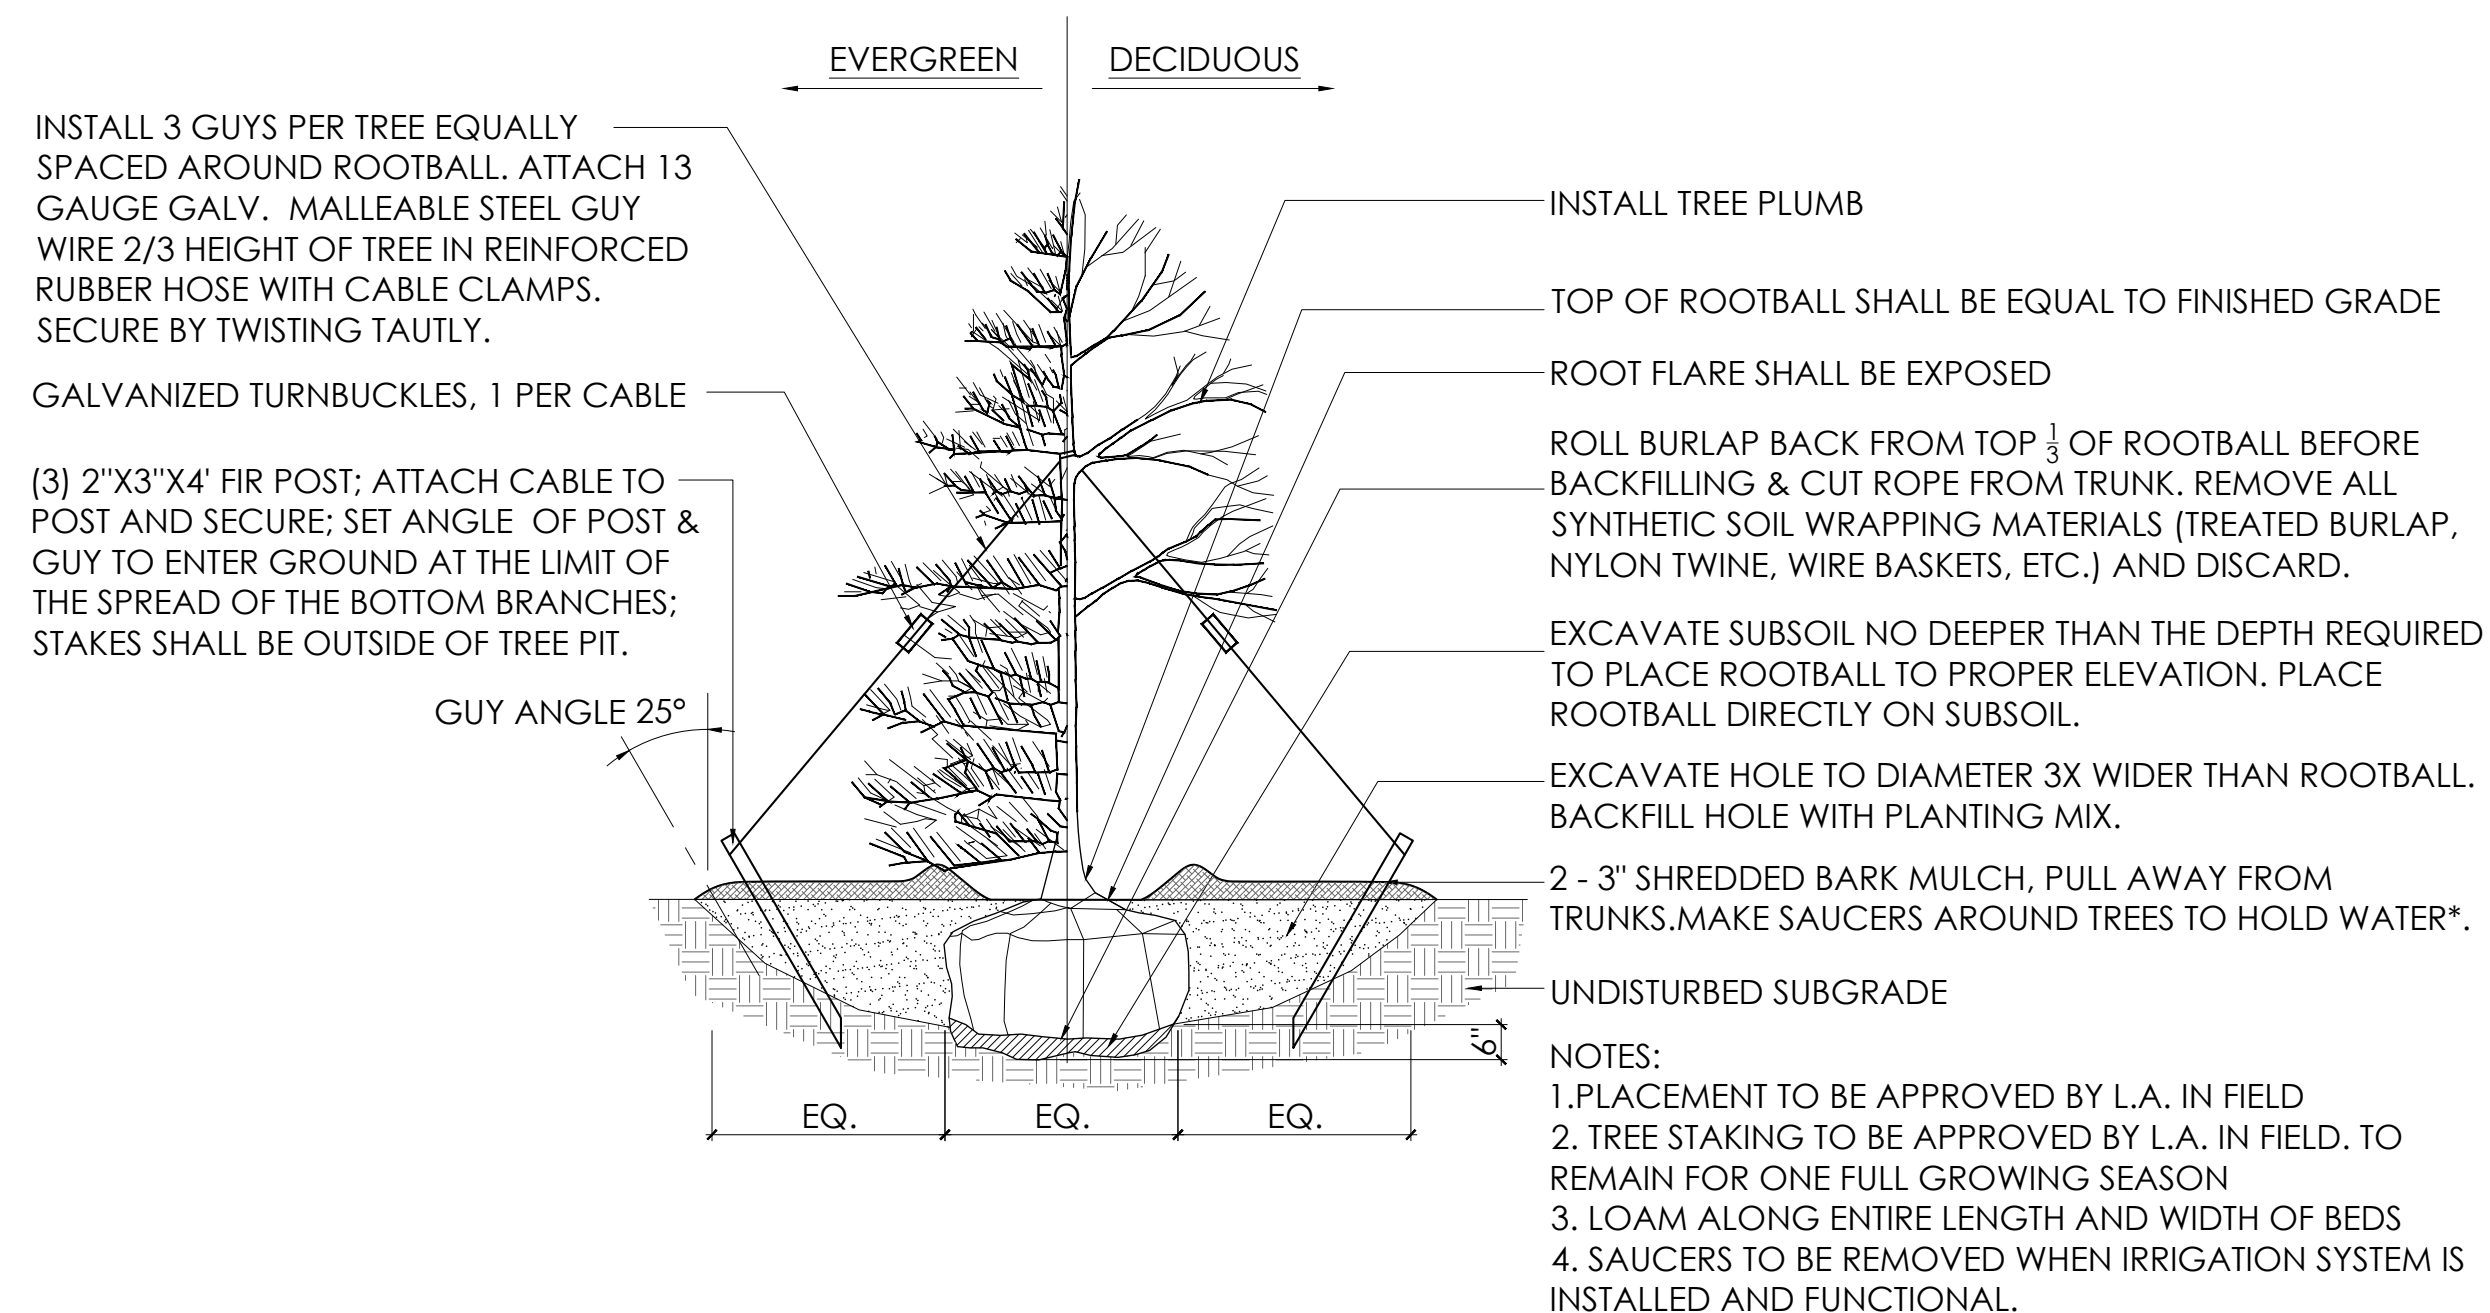 EVERGREEN
DECIDUOUS
INSTALL 3 GUYS PER TREE EQUALLY
SPACED AROUND ROOTBALL. ATTACH 13
GAUGE GALV. MALLEABLE STEEL GUY
WIRE 2/3 HEIGHT OF TREE IN REINFORCED
RUBBER HOSE WITH CABLE CLAMPS.
SECURE BY TWISTING TAUTLY.
GALVANIZED TURNBUCKLES, 1 PER CABLE
(3) 2"X3"X4' FIR POST; ATTACH CABLE TO
POST AND SECURE; SET ANGLE OF POST &
GUY TO ENTER GROUND AT THE LIMIT OF
THE SPREAD OF THE BOTTOM BRANCHES;
STAKES SHALL BE OUTSIDE OF TREE PIT.
GUY ANGLE 25°
INSTALL TREE PLUMB
TOP OF ROOTBALL SHALL BE EQUAL TO FINISHED GRADE
ROOT FLARE SHALL BE EXPOSED
ROLL BURLAP BACK FROM TOP 1/3 OF ROOTBALL BEFORE
BACKFILLING & CUT ROPE FROM TRUNK. REMOVE ALL
SYNTHETIC SOIL WRAPPING MATERIALS (TREATED BURLAP,
NYLON TWINE, WIRE BASKETS, ETC.) AND DISCARD.
EXCAVATE SUBSOIL NO DEEPER THAN THE DEPTH REQUIRED
TO PLACE ROOTBALL TO PROPER ELEVATION. PLACE
ROOTBALL DIRECTLY ON SUBSOIL.
EXCAVATE HOLE TO DIAMETER 3X WIDER THAN ROOTBALL.
BACKFILL HOLE WITH PLANTING MIX.
2 - 3" SHREDDED BARK MULCH, PULL AWAY FROM
TRUNKS.MAKE SAUCERS AROUND TREES TO HOLD WATER*.
UNDISTURBED SUBGRADE
6"
EQ.
EQ.
EQ.
NOTES:
1.PLACEMENT TO BE APPROVED BY L.A. IN FIELD
2. TREE STAKING TO BE APPROVED BY L.A. IN FIELD. TO
REMAIN FOR ONE FULL GROWING SEASON
3. LOAM ALONG ENTIRE LENGTH AND WIDTH OF BEDS
4. SAUCERS TO BE REMOVED WHEN IRRIGATION SYSTEM IS
INSTALLED AND FUNCTIONAL.